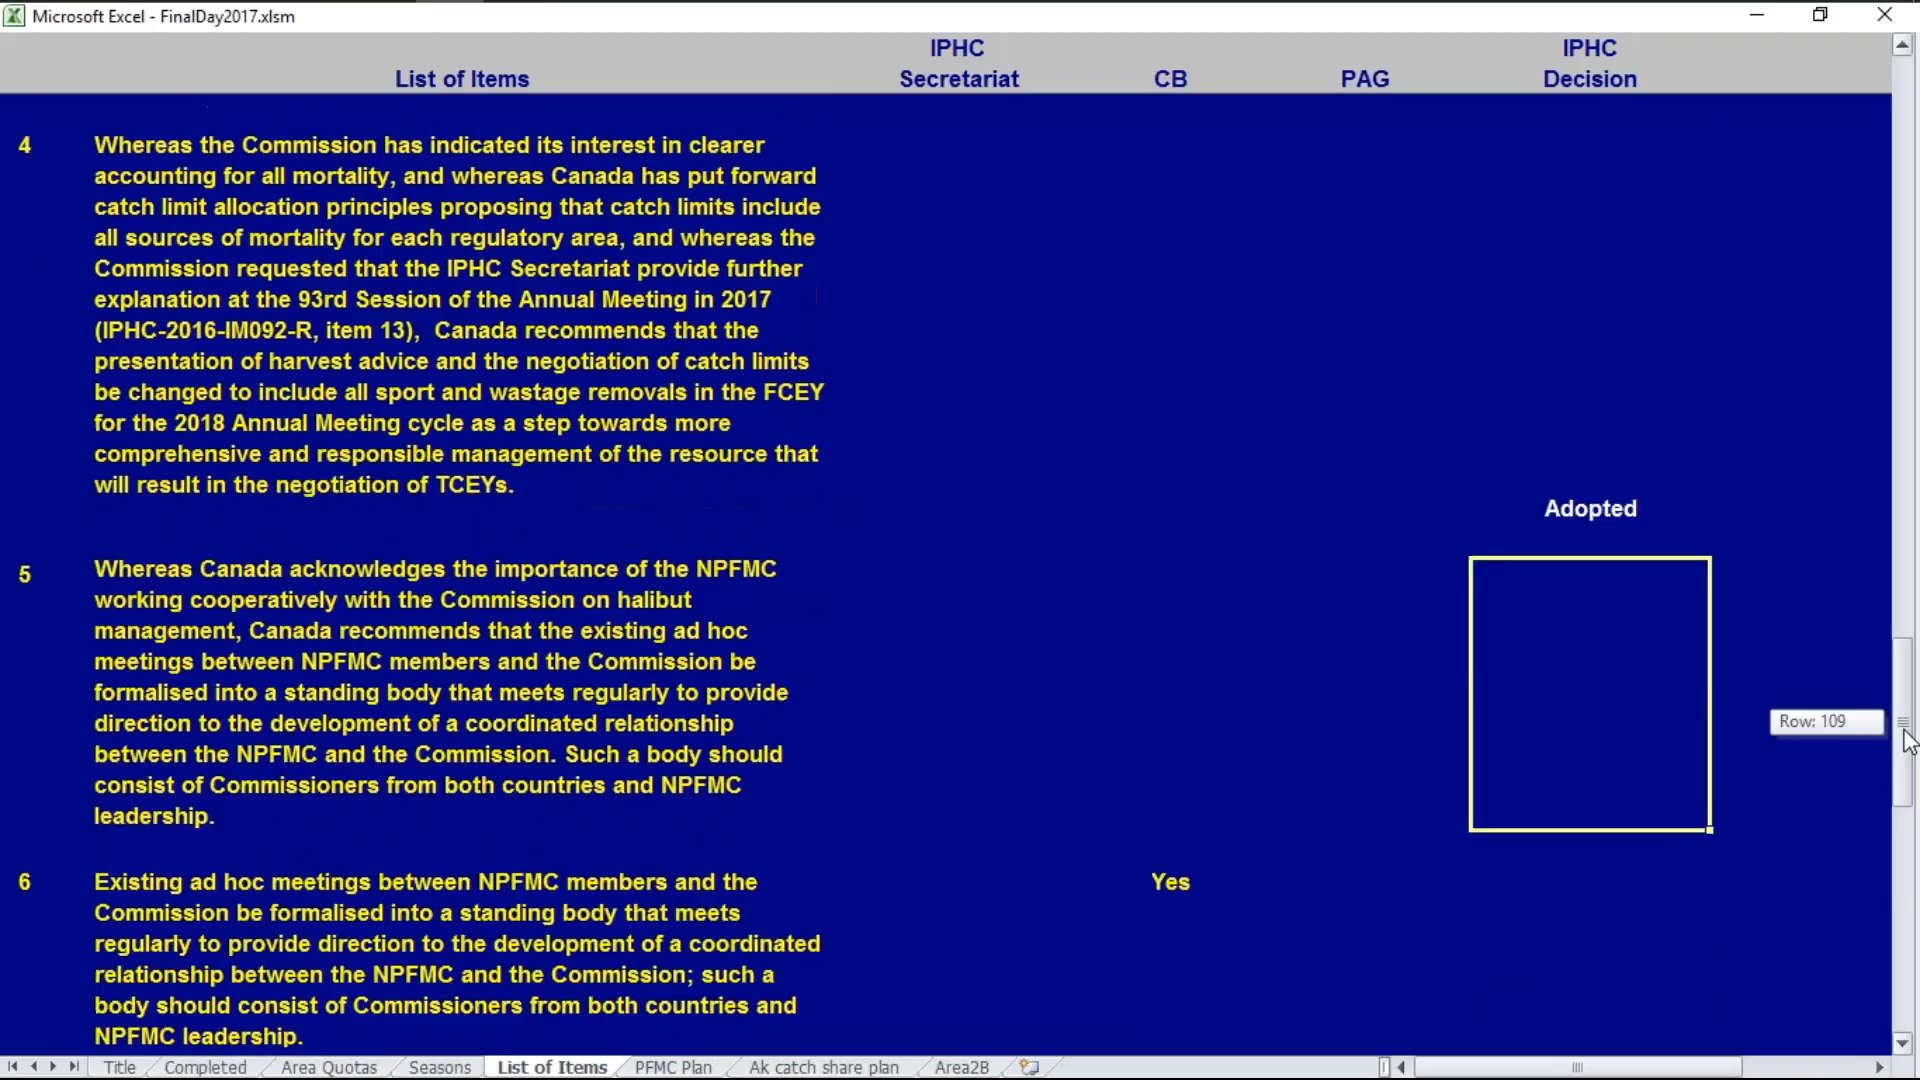 Microsoft Excel - FinalDay2017.xlsm
IPHC
IPHC
List of Items
Secretariat
CB
PAG
Decision
4
Whereas the Commission has indicated its interest in clearer
accounting for all mortality, and whereas Canada has put forward
catch limit allocation principles proposing that catch limits include
all sources of mortality for each regulatory area, and whereas the
Commission requested that the IPHC Secretariat provide further
explanation at the 93rd Session of the Annual Meeting in 2017
(IPHC-2016-IM092-R, item 13),  Canada recommends that the
presentation of harvest advice and the negotiation of catch limits
be changed to include all sport and wastage removals in the FCEY
for the 2018 Annual Meeting cycle as a step towards more
comprehensive and responsible management of the resource that
will result in the negotiation of TCEYs.
Adopted
5
Whereas Canada acknowledges the importance of the NPFMC
working cooperatively with the Commission on halibut
management, Canada recommends that the existing ad hoc
meetings between NPFMC members and the Commission be
formalised into a standing body that meets regularly to provide
direction to the development of a coordinated relationship
between the NPFMC and the Commission. Such a body should
consist of Commissioners from both countries and NPFMC
leadership.
Row: 109
6
Existing ad hoc meetings between NPFMC members and the
Commission be formalised into a standing body that meets
regularly to provide direction to the development of a coordinated
relationship between the NPFMC and the Commission; such a
body should consist of Commissioners from both countries and
NPFMC leadership.
Yes
Title
Completed
Area Quotas
Seasons
List of Items
PFMC Plan
Ak catch share plan
Area2B